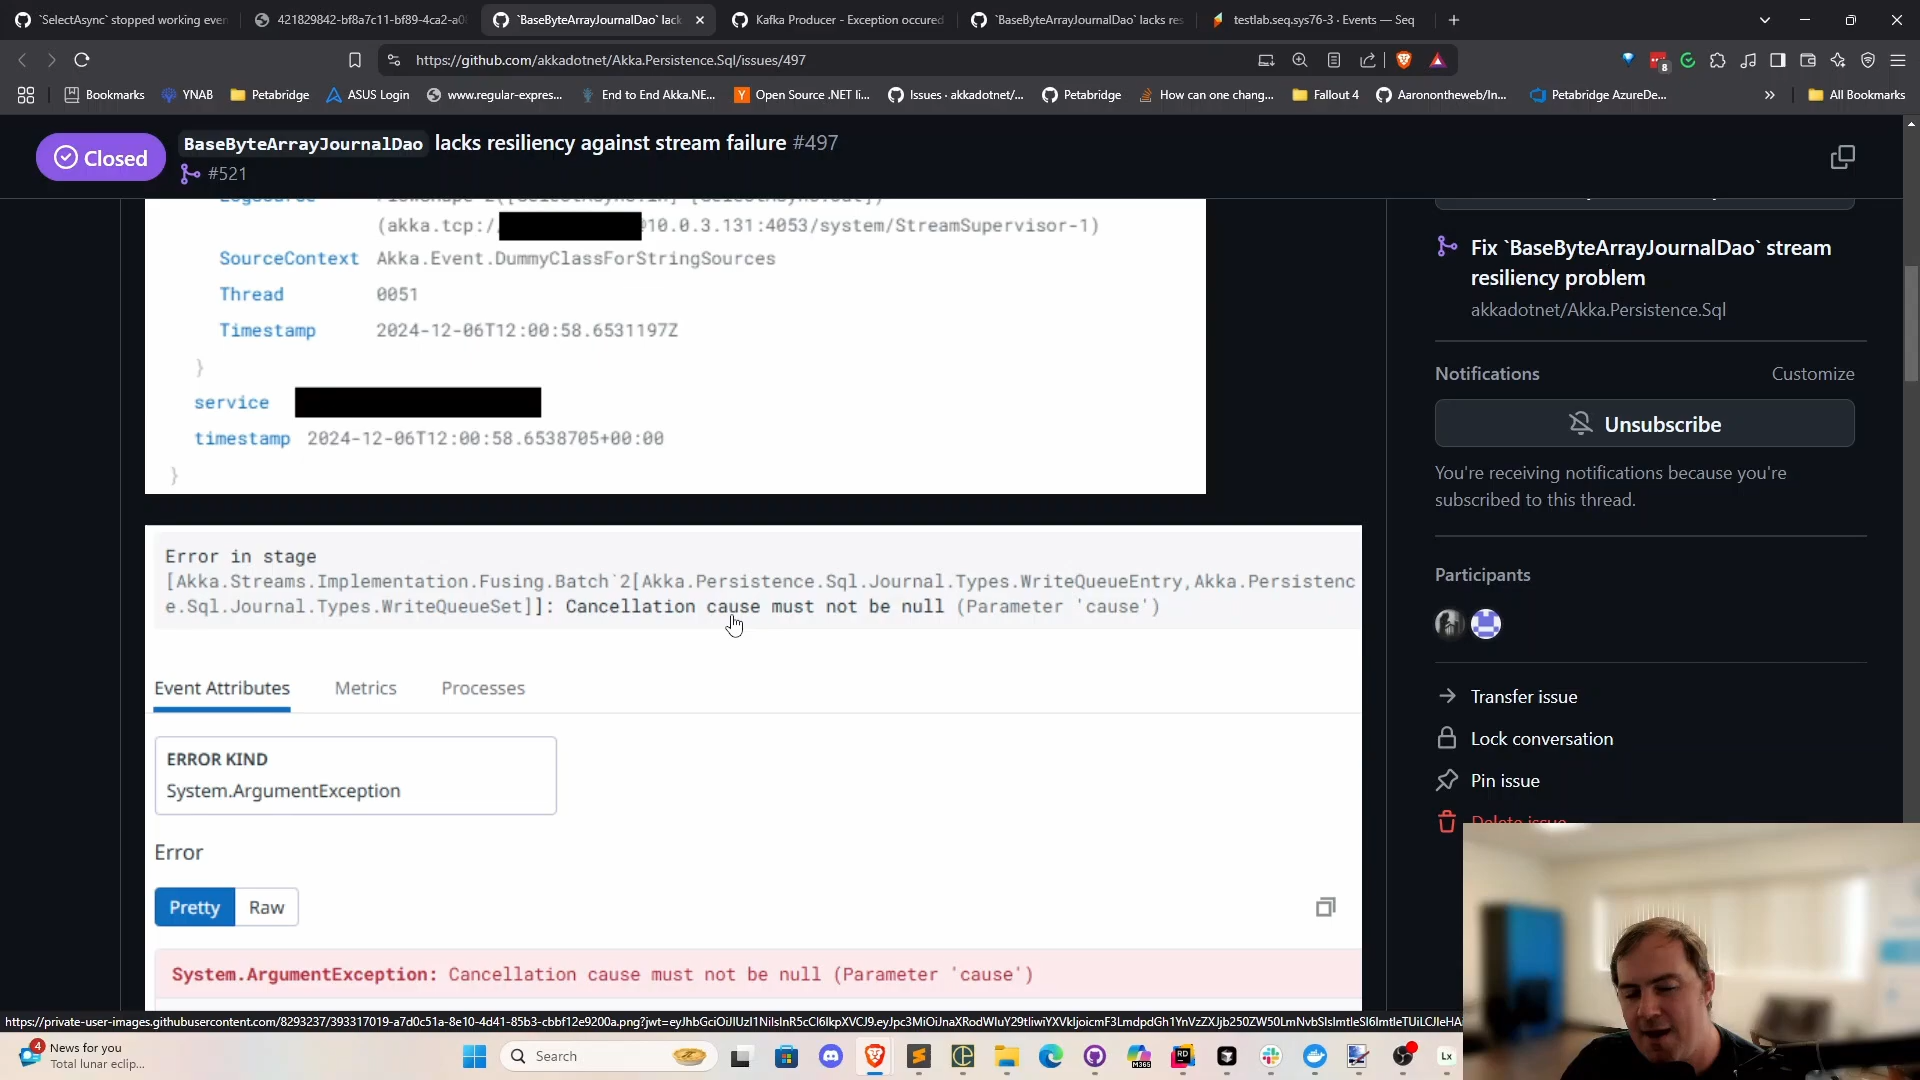 `SelectAsync` stopped working even
421829842-bf8a7c11-bf89-4ca2-a0
`BaseByteArrayJournalDao` lack
Kafka Producer - Exception occured
`BaseByteArrayJournalDao` lacks res
testlab.seq.sys76-3 · Events — Seq
https://github.com/akkadotnet/Akka.Persistence.Sql/issues/497
8
Bookmarks
YNAB
Petabridge
ASUS Login
www.regular-expres...
End to End Akka.NE...
Open Source .NET li...
Issues · akkadotnet/...
Petabridge
How can one chang...
Fallout 4
Aaronontheweb/In...
Petabridge AzureDe...
All Bookmarks
Closed
BaseByteArrayJournalDao lacks resiliency against stream failure #497
#521
(akka.tcp:/
@10.0.3.131:4053/system/StreamSupervisor-1)
SourceContext Akka.Event.DummyClassForStringSources
Thread 0051
Timestamp 2024-12-06T12:00:58.6531197Z
}
service
timestamp 2024-12-06T12:00:58.6538705+00:00
}
Error in stage
[Akka.Streams.Implementation.Fusing.Batch`2[Akka.Persistence.Sql.Journal.Types.WriteQueueEntry,Akka.Persistenc
e.Sql.Journal.Types.WriteQueueSet]]: Cancellation cause must not be null (Parameter 'cause')
Event Attributes
Metrics
Processes
ERROR KIND
System.ArgumentException
Error
Pretty
Raw
System.ArgumentException: Cancellation cause must not be null (Parameter 'cause')
Fix `BaseByteArrayJournalDao` stream
resiliency problem
akkadotnet/Akka.Persistence.Sql
Notifications
Customize
Unsubscribe
You're receiving notifications because you're
subscribed to this thread.
Participants
Transfer issue
Lock conversation
Pin issue
Delete issue
4
News for you
Total lunar eclip...
Search
M365
RD
Lx